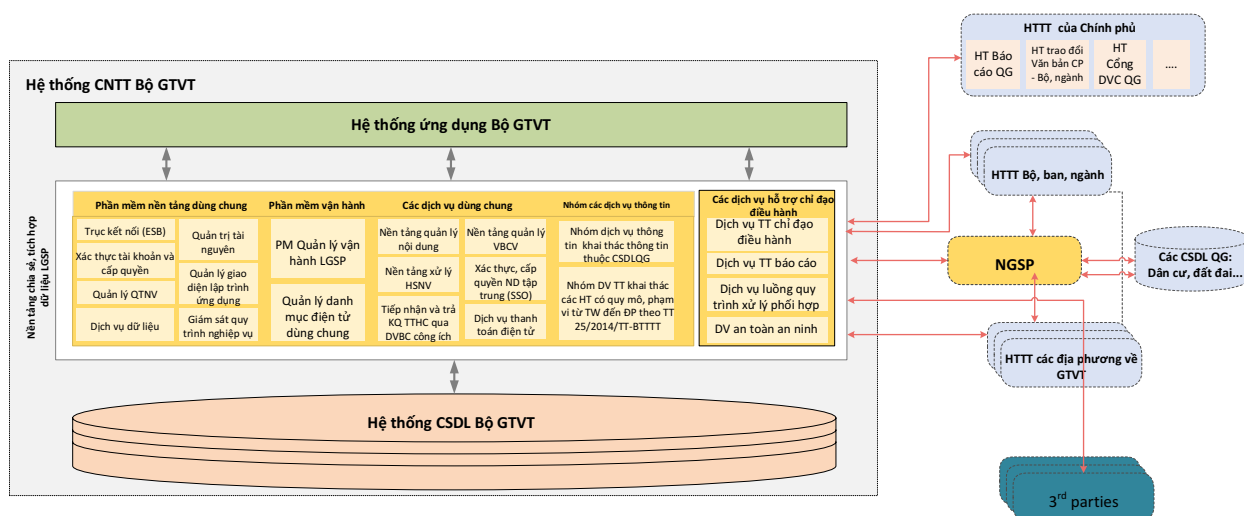 Hệ thống CNTT Bộ GTVT
Hệ thống ứng dụng Bộ GTVT
Nền tảng chia sẻ, tích hợp
dữ liệu LGSP
Phần mềm nền tảng dùng chung
Trục kết nối (ESB)
Xác thực tài khoản và
cấp quyền
Quản lý QTNV
Dịch vụ dữ liệu
Quản trị tài
nguyên
Quản lý giao
diện lập trình
ứng dụng
Giám sát quy
trình nghiệp vụ
Phần mềm vận hành
PM Quản lý vận
hành LGSP
Quản lý danh
mục điện tử
dùng chung
Các dịch vụ dùng chung
Nền tảng quản lý
nội dung
Nền tảng xử lý
HSNV
Tiếp nhận và trả
KQ TTHC qua
DVBC công ích
Nền tảng quản lý
VBCV
Xác thực, cấp
quyền ND tập
trung (SSO)
Dịch vụ thanh
toán điện tử
Nhóm các dịch vụ thông tin
Nhóm dịch vụ thông
tin khai thác thông tin
thuộc CSDLQG
Nhóm DV TT khai thác
các HT có quy mô, phạm
vi từ TW đến ĐP theo TT
25/2014/TT-BTTTT
Các dịch vụ hỗ trợ chỉ đạo
điều hành
Dịch vụ TT chỉ đạo
điều hành
Dịch vụ TT báo cáo
Dịch vụ luồng quy
trình xử lý phối hợp
DV an toàn an ninh
Hệ thống CSDL Bộ GTVT
HTTT của Chính phủ
HT Báo
cáo QG
HT trao đổi
Văn bản CP
- Bộ, ngành
HT
Cổng
DVC QG
....
HTTT Bộ, ban, ngành
NGSP
Các CSDL QG:
Dân cư, đất đai...
HTTT các địa phương về
GTVT
3rd parties